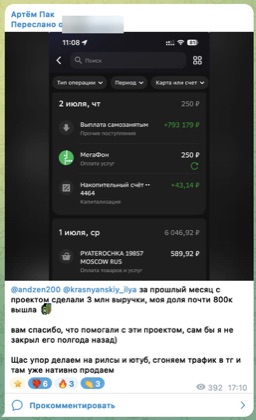 Артём Пак
Переслано с
11:08
61
Поиск
Тип операции
Период
Карта или счет
2 июля, чт
250 ₽
Выплата самозанятым
+793 179 ₽
Прочие поступления
МегаФон
250 ₽
Оплата услуг
Накопительный счёт ••
+43,14 ₽
4464
Капитализация
1 июля, ср
6 046,92 ₽
PYATEROCHKA 19857
589,92 ₽
MOSCOW RUS
Оплата товаров и услуг
@andzen200 @krasnyanskiy_ilya за прошлый месяц с
проектом сделали 3 млн выручки, моя доля почти 800к
вышла
вам спасибо, что помогали с эти проектом, сам бы я не
закрыл его полгода назад)
Щас упор делаем на рилсы и ютуб, сгоняем трафик в тг и
там уже нативно продаем
6
3
3
392
17:10
Прокомментировать